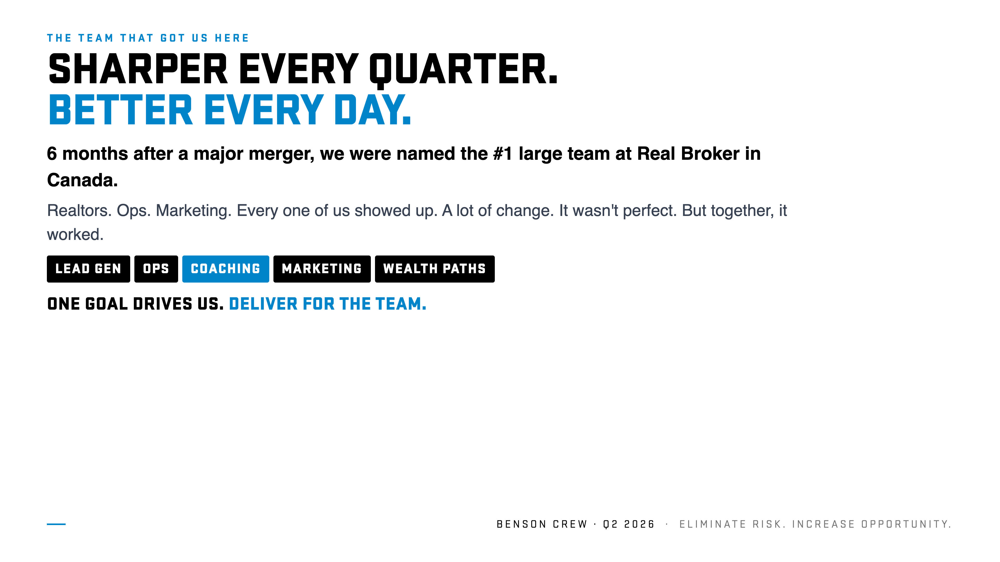 THE TEAM THAT GOT US HERE
SHARPER EVERY QUARTER.
BETTER EVERY DAY.
6 months after a major merger, we were named the #1 large team at Real Broker in
Canada.
Realtors. Ops. Marketing. Every one of us showed up. A lot of change. It wasn't perfect. But together, it
worked.
LEAD GEN OPS COACHING MARKETING WEALTH PATHS
ONE GOAL DRIVES US. DELIVER FOR THE TEAM.
BENSON CREW · Q2 2026 · ELIMINATE RISK. INCREASE OPPORTUNITY.